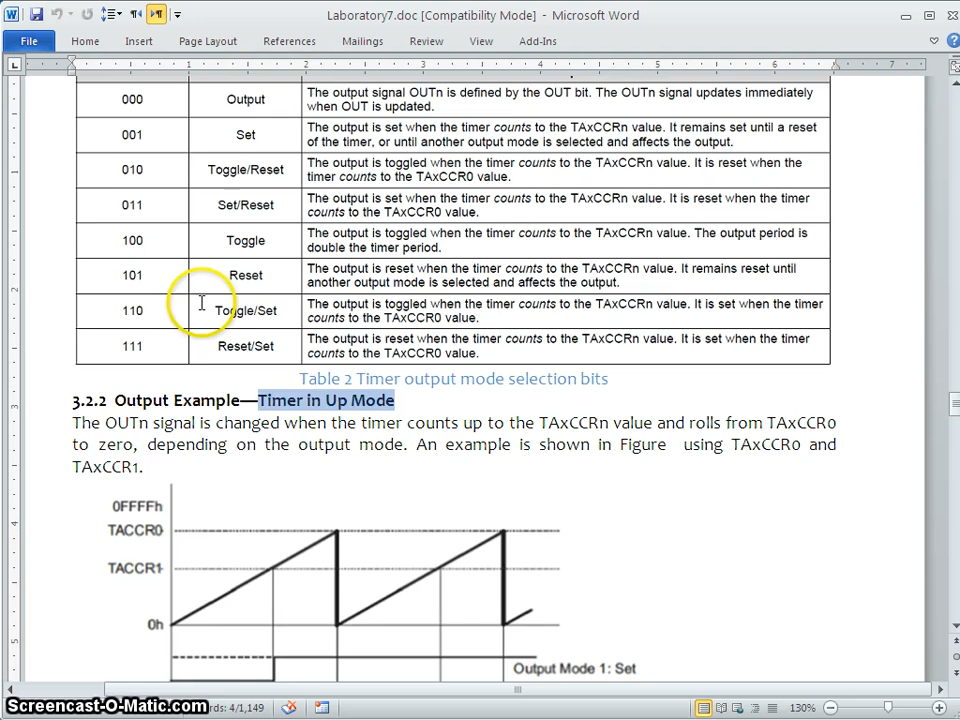 Laboratory7.doc [Compatibility Mode] - Microsoft Word
File Home Insert Page Layout References Mailings Review View Add-Ins
1 2 3 4 5 6 7
000 Output The output signal OUTn is defined by the OUT bit. The OUTn signal updates immediately
when OUT is updated.
001 Set The output is set when the timer counts to the TAxCCRn value. It remains set until a reset
of the timer, or until another output mode is selected and affects the output.
010 Toggle/Reset The output is toggled when the timer counts to the TAxCCRn value. It is reset when the
timer counts to the TAxCCR0 value.
011 Set/Reset The output is set when the timer counts to the TAxCCRn value. It is reset when the timer
counts to the TAxCCR0 value.
100 Toggle The output is toggled when the timer counts to the TAxCCRn value. The output period is
double the timer period.
101 Reset The output is reset when the timer counts to the TAxCCRn value. It remains reset until
another output mode is selected and affects the output.
110 Toggle/Set The output is toggled when the timer counts to the TAxCCRn value. It is set when the timer
counts to the TAxCCR0 value.
111 Reset/Set The output is reset when the timer counts to the TAxCCRn value. It is set when the timer
counts to the TAxCCR0 value.
Table 2 Timer output mode selection bits
3.2.2 Output Example—Timer in Up Mode
The OUTn signal is changed when the timer counts up to the TAxCCRn value and rolls from TAxCCR0
to zero, depending on the output mode. An example is shown in Figure using TAxCCR0 and
TAxCCR1.
0FFFFh
TACCR0
TACCR1
0h
Output Mode 1: Set
Screencast-O-Matic.com
rds: 4/1,149
130%